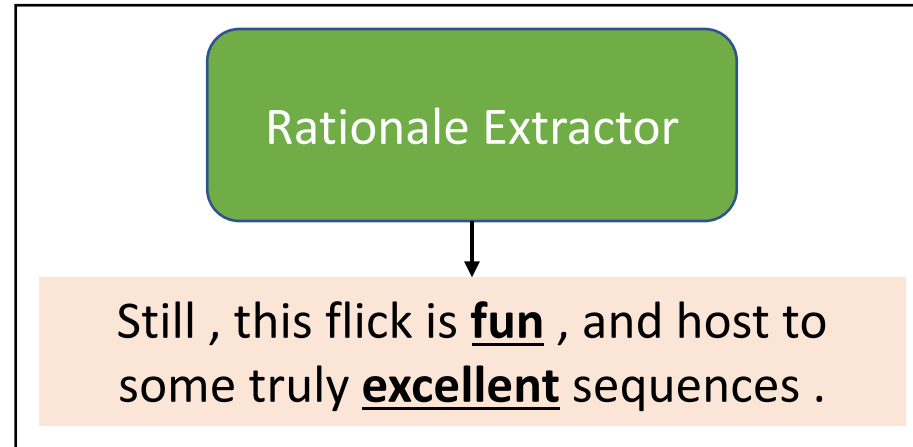 Rationale Extractor
Still , this flick is fun , and host to
some truly excellent sequences .